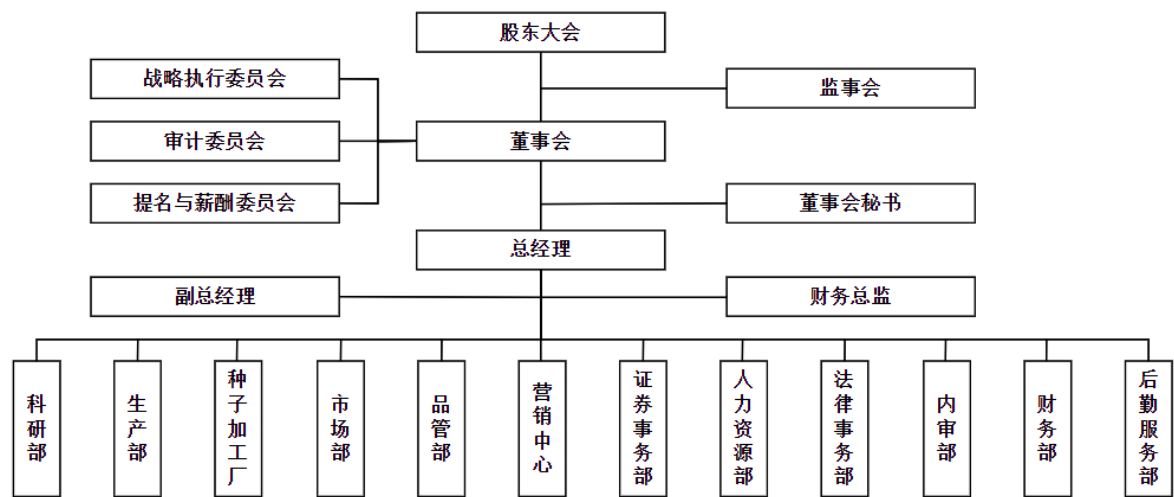 股东大会
战略执行委员会
监事会
审计委员会
董事会
提名与薪酬委员会
董事会秘书
总经理
副总经理
财务总监
科研部
生产部
种子加工厂
市场部
品管部
营销中心
证券事务部
人力资源部
法律事务部
内审部
财务部
后勤服务部